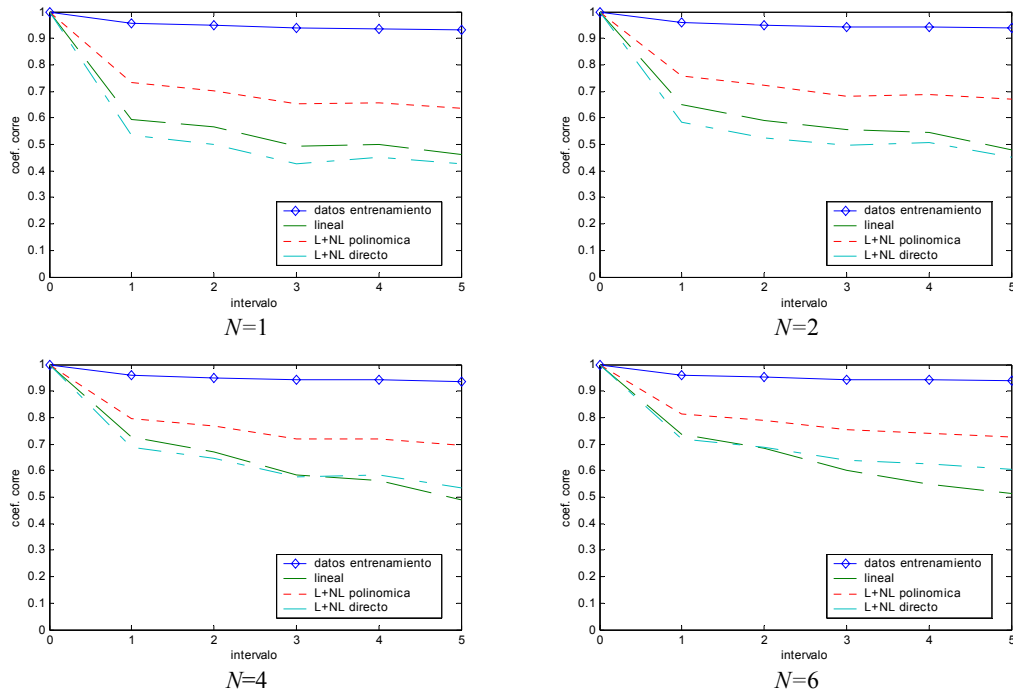 1
0.9
0.8
0.7
0.6
0.5
0.4
0.3
0.2
0.1
0
coef. corre
0 1 2 3 4 5
intervalo
datos entrenamiento
lineal
L+NL polinomica
L+NL directo
N=1
1
0.9
0.8
0.7
0.6
0.5
0.4
0.3
0.2
0.1
0
coef. corre
0 1 2 3 4 5
intervalo
datos entrenamiento
lineal
L+NL polinomica
L+NL directo
N=2
1
0.9
0.8
0.7
0.6
0.5
0.4
0.3
0.2
0.1
0
coef. corre
0 1 2 3 4 5
intervalo
datos entrenamiento
lineal
L+NL polinomica
L+NL directo
N=4
1
0.9
0.8
0.7
0.6
0.5
0.4
0.3
0.2
0.1
0
coef. corre
0 1 2 3 4 5
intervalo
datos entrenamiento
lineal
L+NL polinomica
L+NL directo
N=6